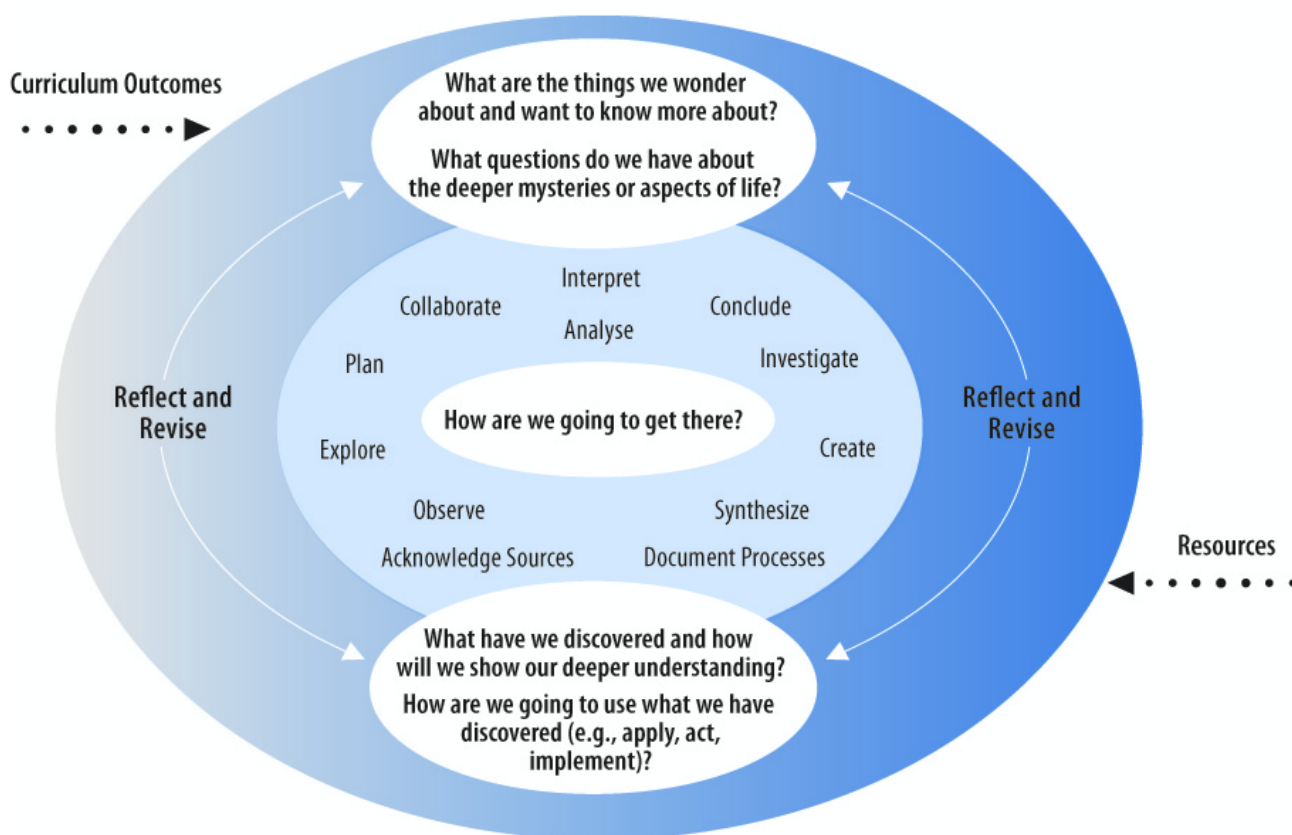 Curriculum Outcomes
What are the things we wonder
about and want to know more about?
What questions do we have about
the deeper mysteries or aspects of life?
Interpret
Collaborate
Conclude
Analyse
Plan
Investigate
Reflect and
Revise
How are we going to get there?
Reflect and
Revise
Explore
Create
Observe
Synthesize
Acknowledge Sources
Document Processes
Resources
What have we discovered and how
will we show our deeper understanding?
How are we going to use what we have
discovered (e.g., apply, act,
implement)?